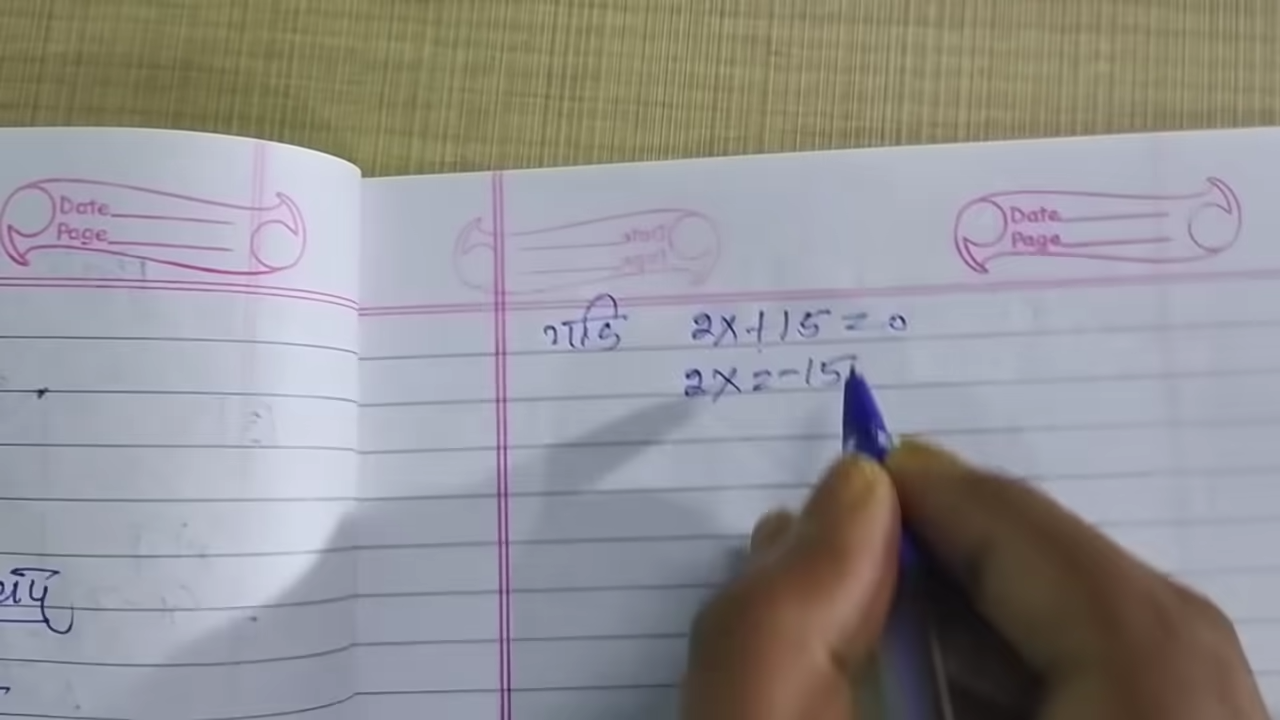 Date
Page
Date
Page
यदि 2x+15=0
2x=-15